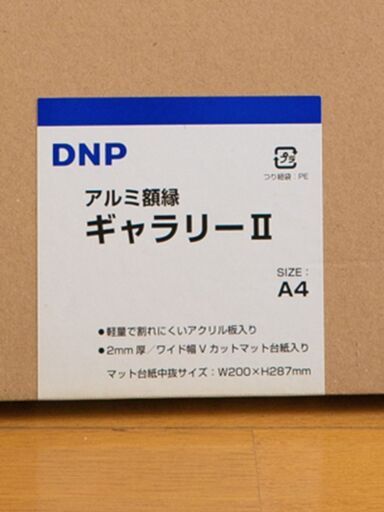 DNP
プラ
つり紐袋：PE
アルミ額縁
ギャラリーⅡ
SIZE：
A4
●軽量で割れにくいアクリル板入り
●2mm厚／ワイド幅Vカットマット台紙入り
マット台紙中抜サイズ：W200×H287mm